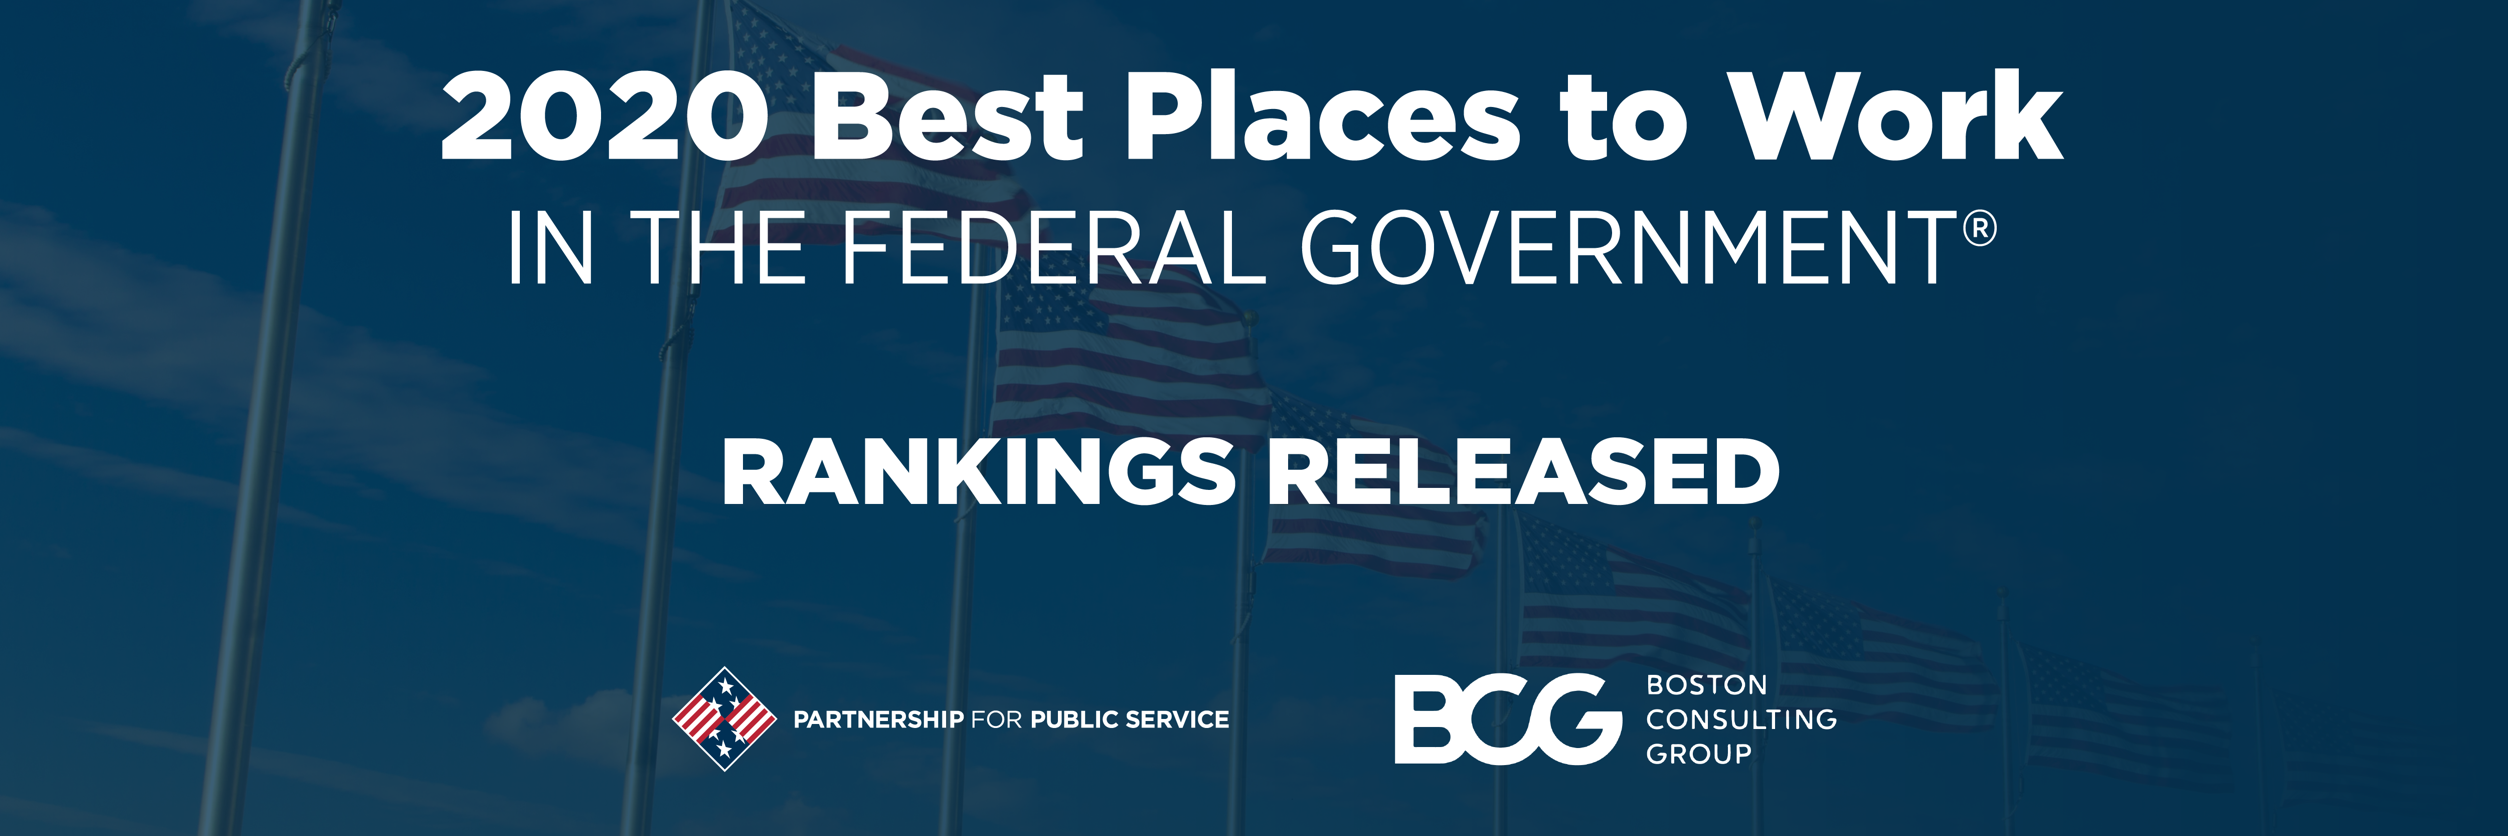 2020 Best Places to Work
IN THE FEDERAL GOVERNMENT®
RANKINGS RELEASED
PARTNERSHIP FOR PUBLIC SERVICE
BCG
BOSTON
CONSULTING
GROUP